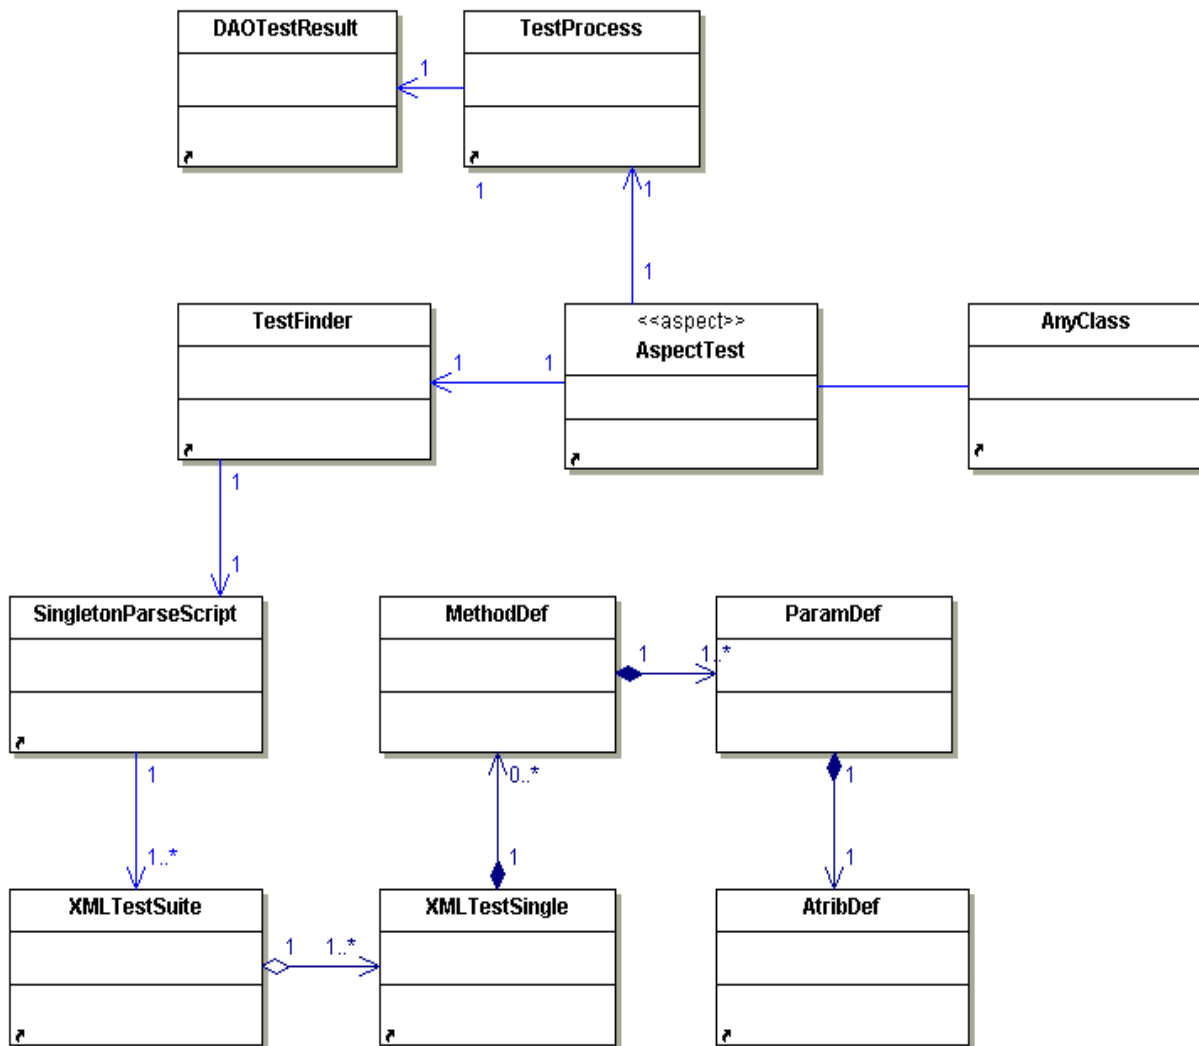 DAOTestResult
TestProcess
1
1
1
1
TestFinder
<<aspect>>
AspectTest
AnyClass
1
1
1
1
SingletonParseScript
MethodDef
ParamDef
1
1..*
1
0..*
1
1..*
1
1
XMLTestSuite
XMLTestSingle
AtribDef
1
1..*